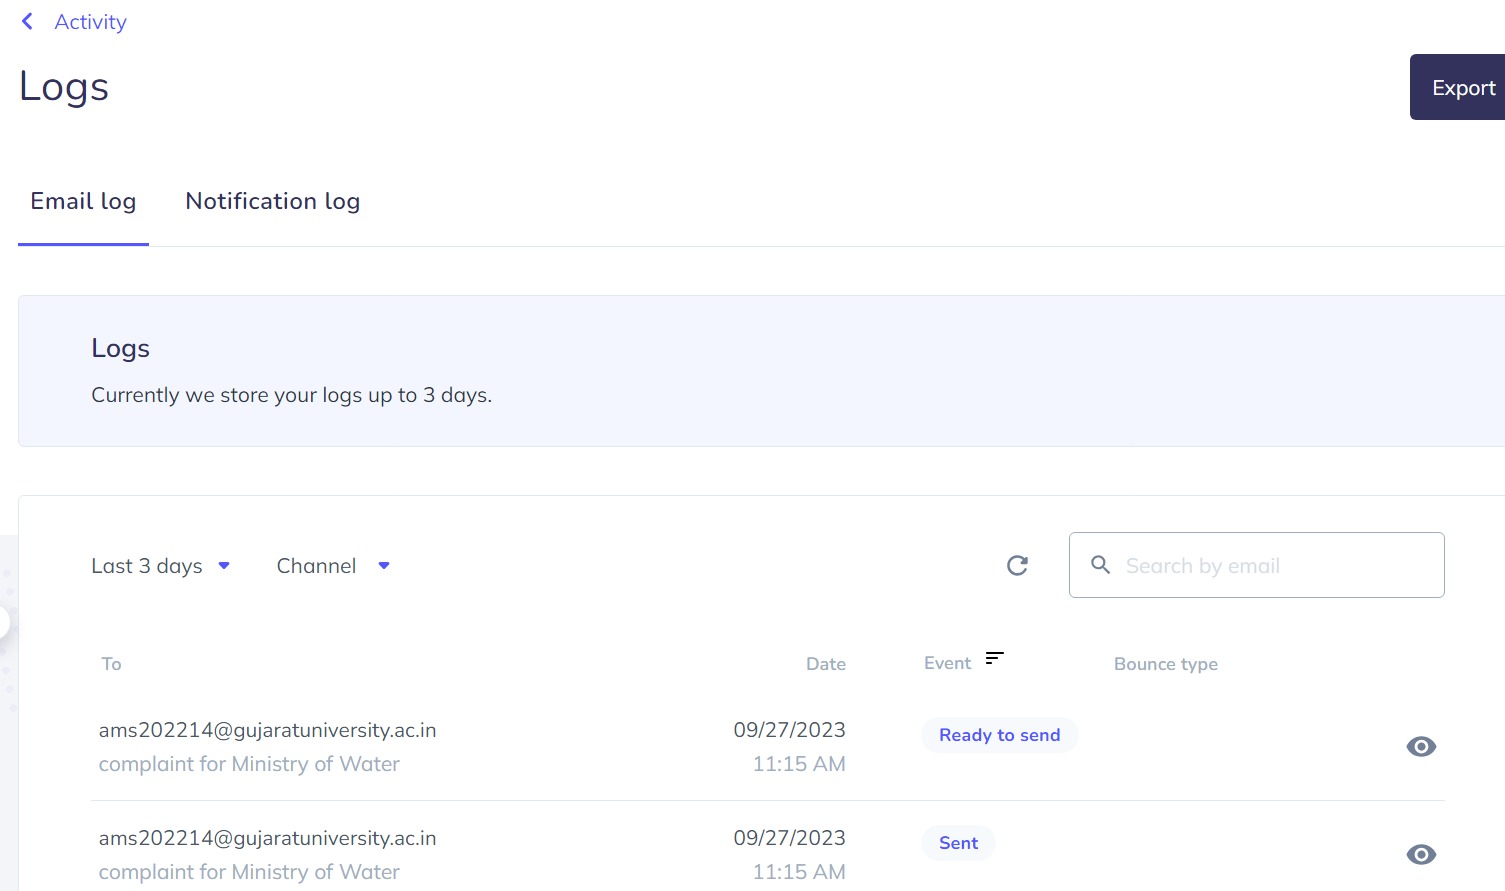 Activity
Logs
Export
Email log
Notification log
Logs
Currently we store your logs up to 3 days.
Last 3 days
Channel
Search by email
To
Date
Event
Bounce type
ams202214@gujaratuniversity.ac.in
09/27/2023
Ready to send
complaint for Ministry of Water
11:15 AM
ams202214@gujaratuniversity.ac.in
09/27/2023
Sent
complaint for Ministry of Water
11:15 AM